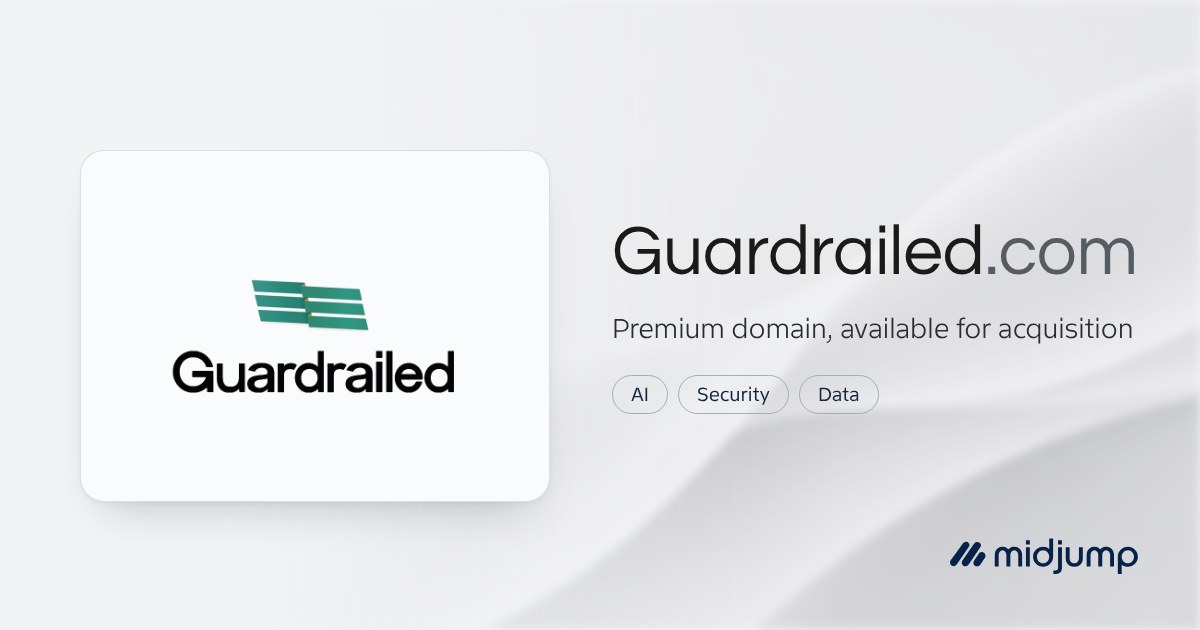 Guardrailed
Guardrailed.com
Premium domain, available for acquisition
AI
Security
Data
midjump